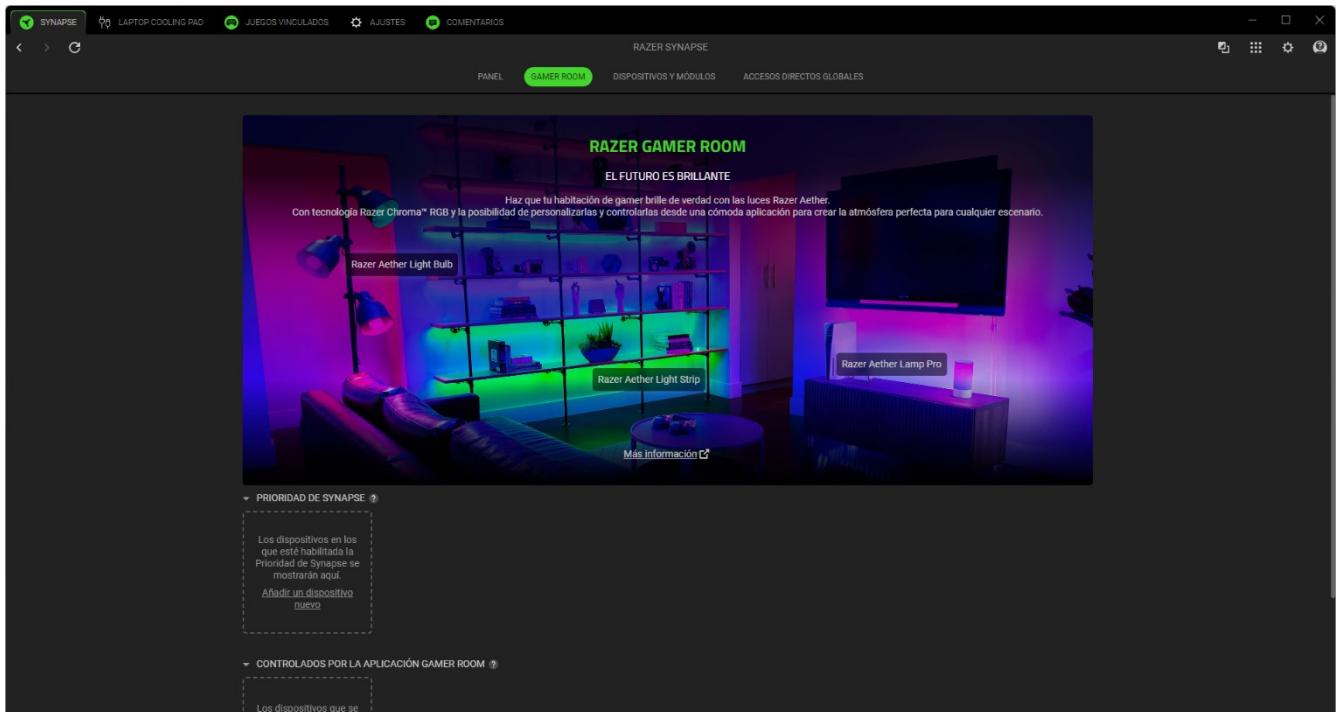 SYNAPSE
LAPTOP COOLING PAD
JUEGOS VINCULADOS
AJUSTES
COMENTARIOS
RAZER SYNAPSE
PANEL
GAMER ROOM
DISPOSITIVOS Y MÓDULOS
ACCESOS DIRECTOS GLOBALES
RAZER GAMER ROOM
EL FUTURO ES BRILLANTE
Haz que tu habitación de gamer brille de verdad con las luces Razer Aether.
Con tecnología Razer Chroma™ RGB y la posibilidad de personalizarlas y controlarlas desde una cómoda aplicación para crear la atmósfera perfecta para cualquier escenario.
Razer Aether Light Bulb
Razer Aether Lamp Pro
Razer Aether Light Strip
Más información
PRIORIDAD DE SYNAPSE ?
Los dispositivos en los
que esté habilitada la
Prioridad de Synapse se
mostrarán aquí.
Añadir un dispositivo
nuevo
CONTROLADOS POR LA APLICACIÓN GAMER ROOM ?
Los dispositivos que se